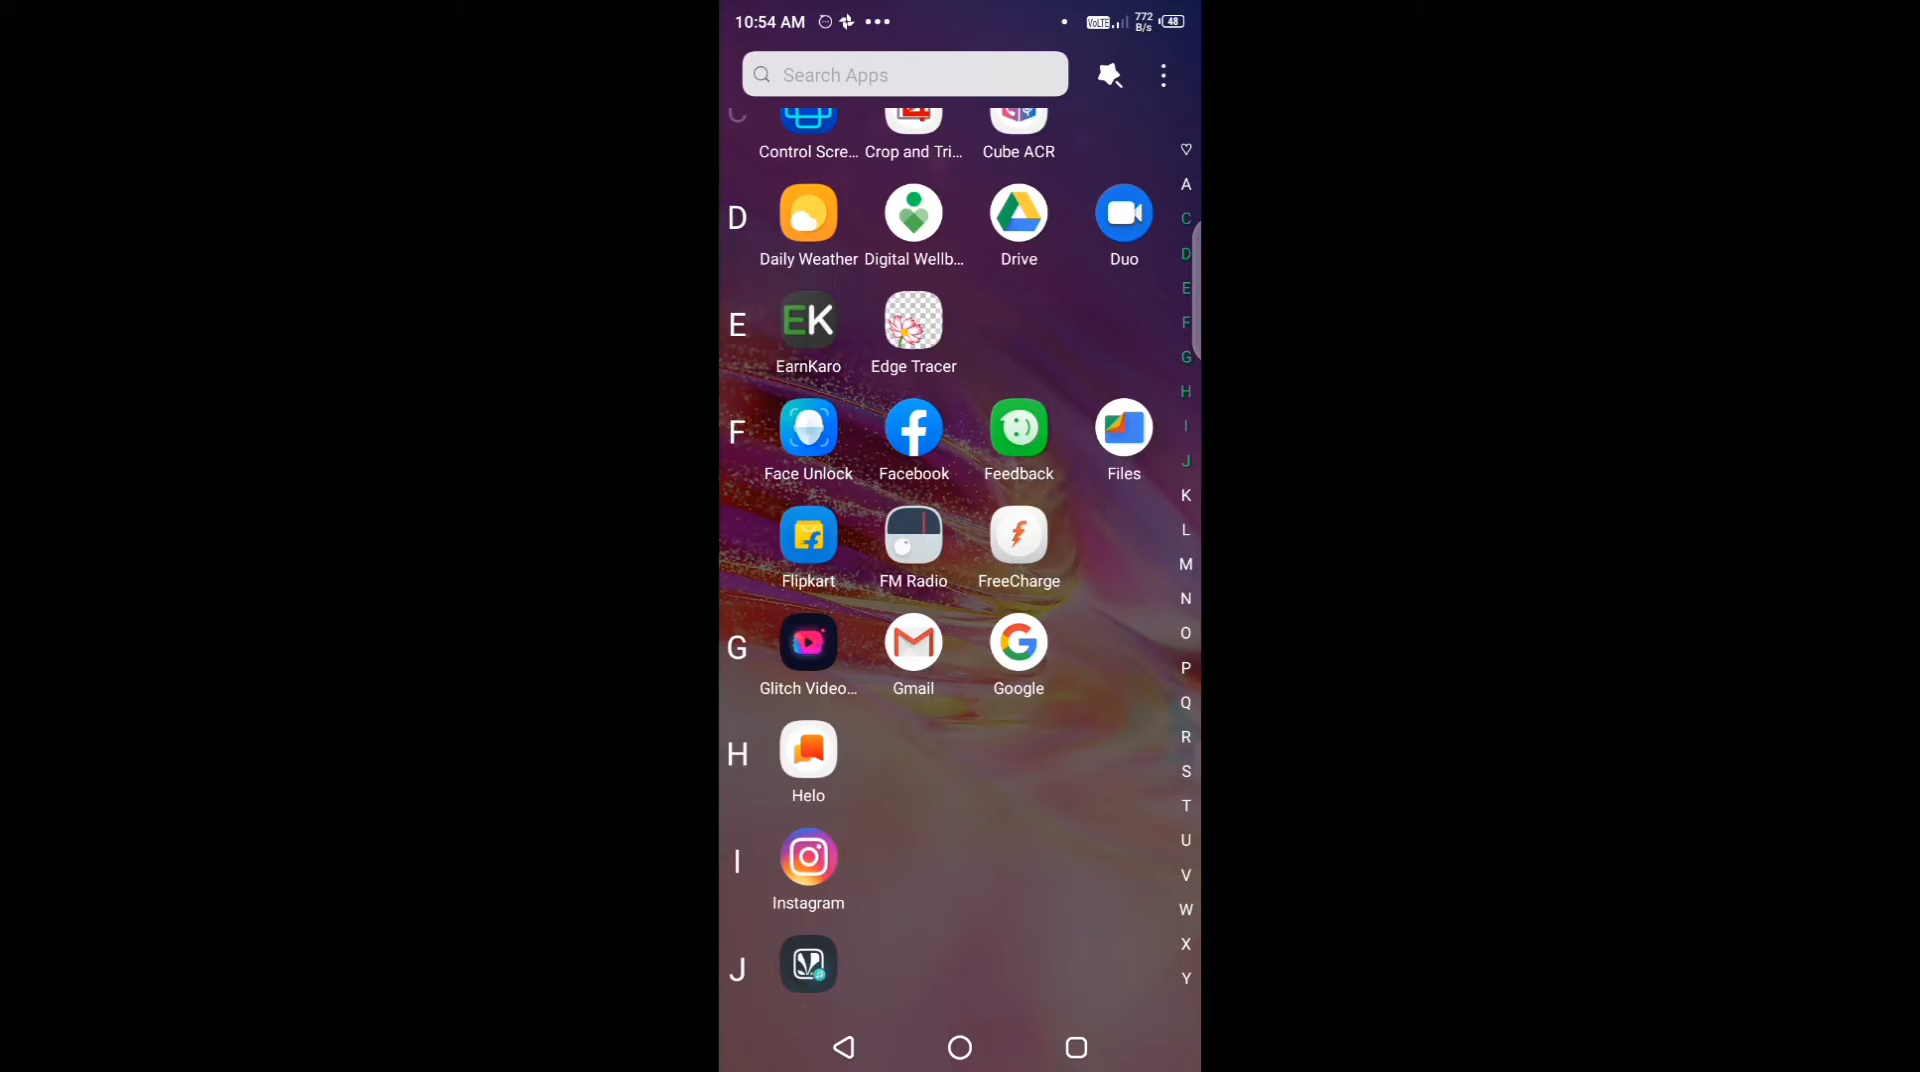 10:54 AM VoLTE 772 B/s 48
Search Apps
C
Control Scre... Crop and Tri... Cube ACR
D
Daily Weather Digital Wellb... Drive Duo
E
EK
EarnKaro Edge Tracer
F
Face Unlock Facebook Feedback Files
Flipkart FM Radio FreeCharge
G
Glitch Video... Gmail Google
H
Helo
I
Instagram
J
A
C
D
E
F
G
H
I
J
K
L
M
N
O
P
Q
R
S
T
U
V
W
X
Y